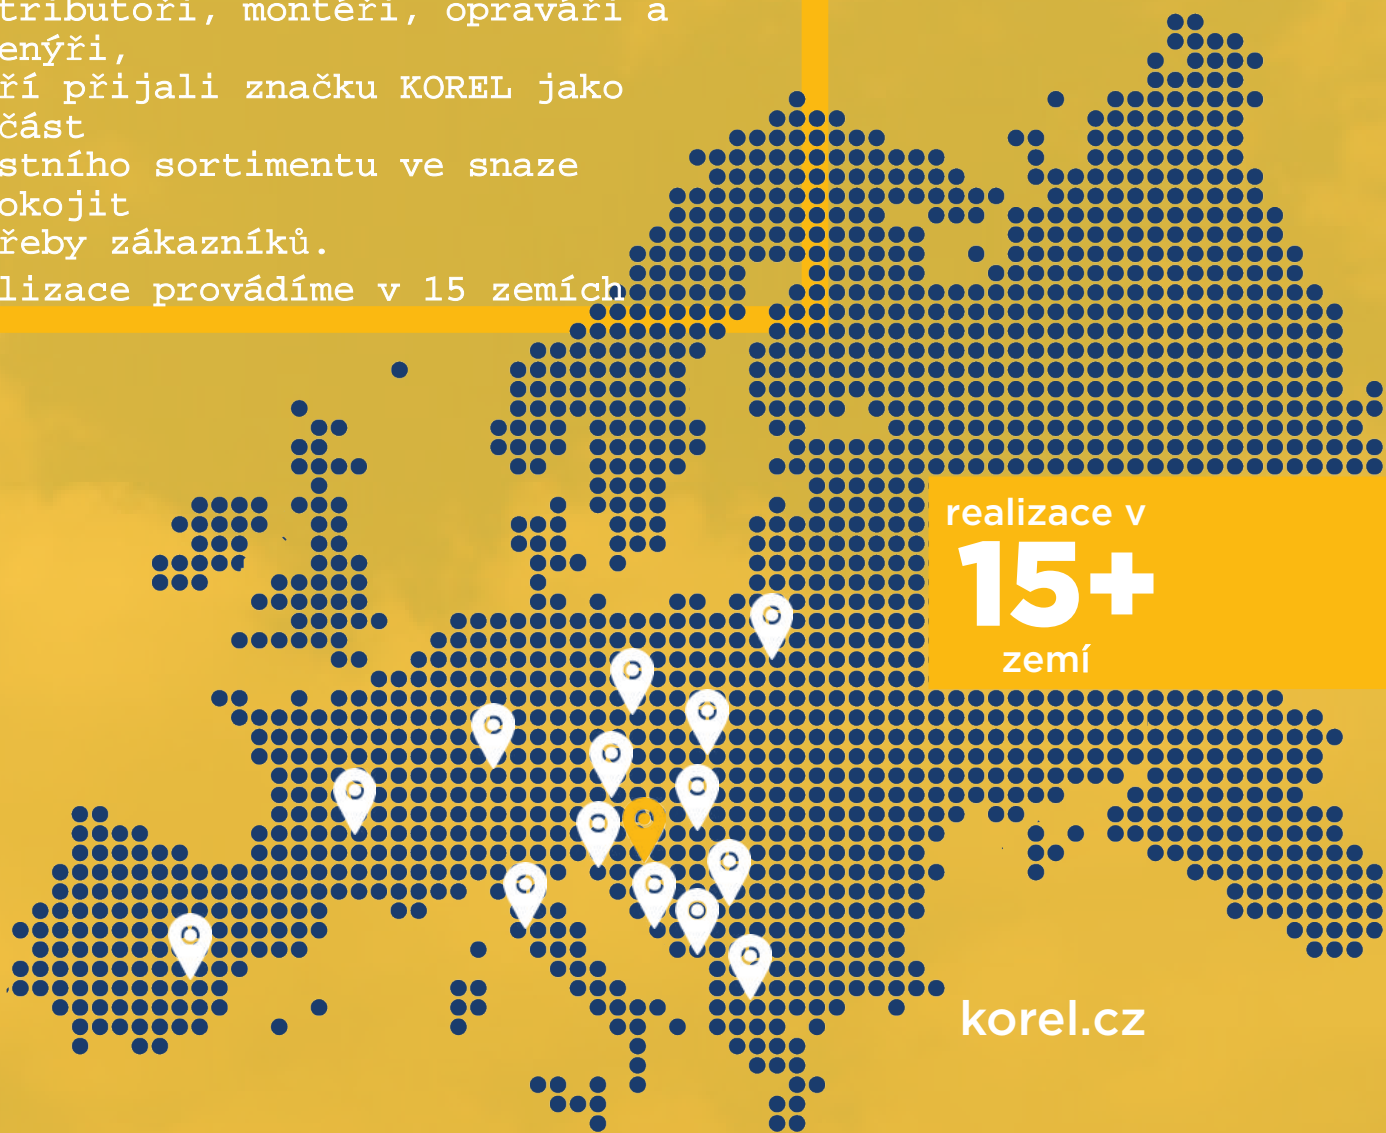 tributoři, montéři, opraváři a
enýři,
ří přijali značku KOREL jako
část
stního sortimentu ve snaze
okojit
řeby zákazníků.
lizace provádíme v 15 zemích
realizace v
15+
zemí
korel.cz